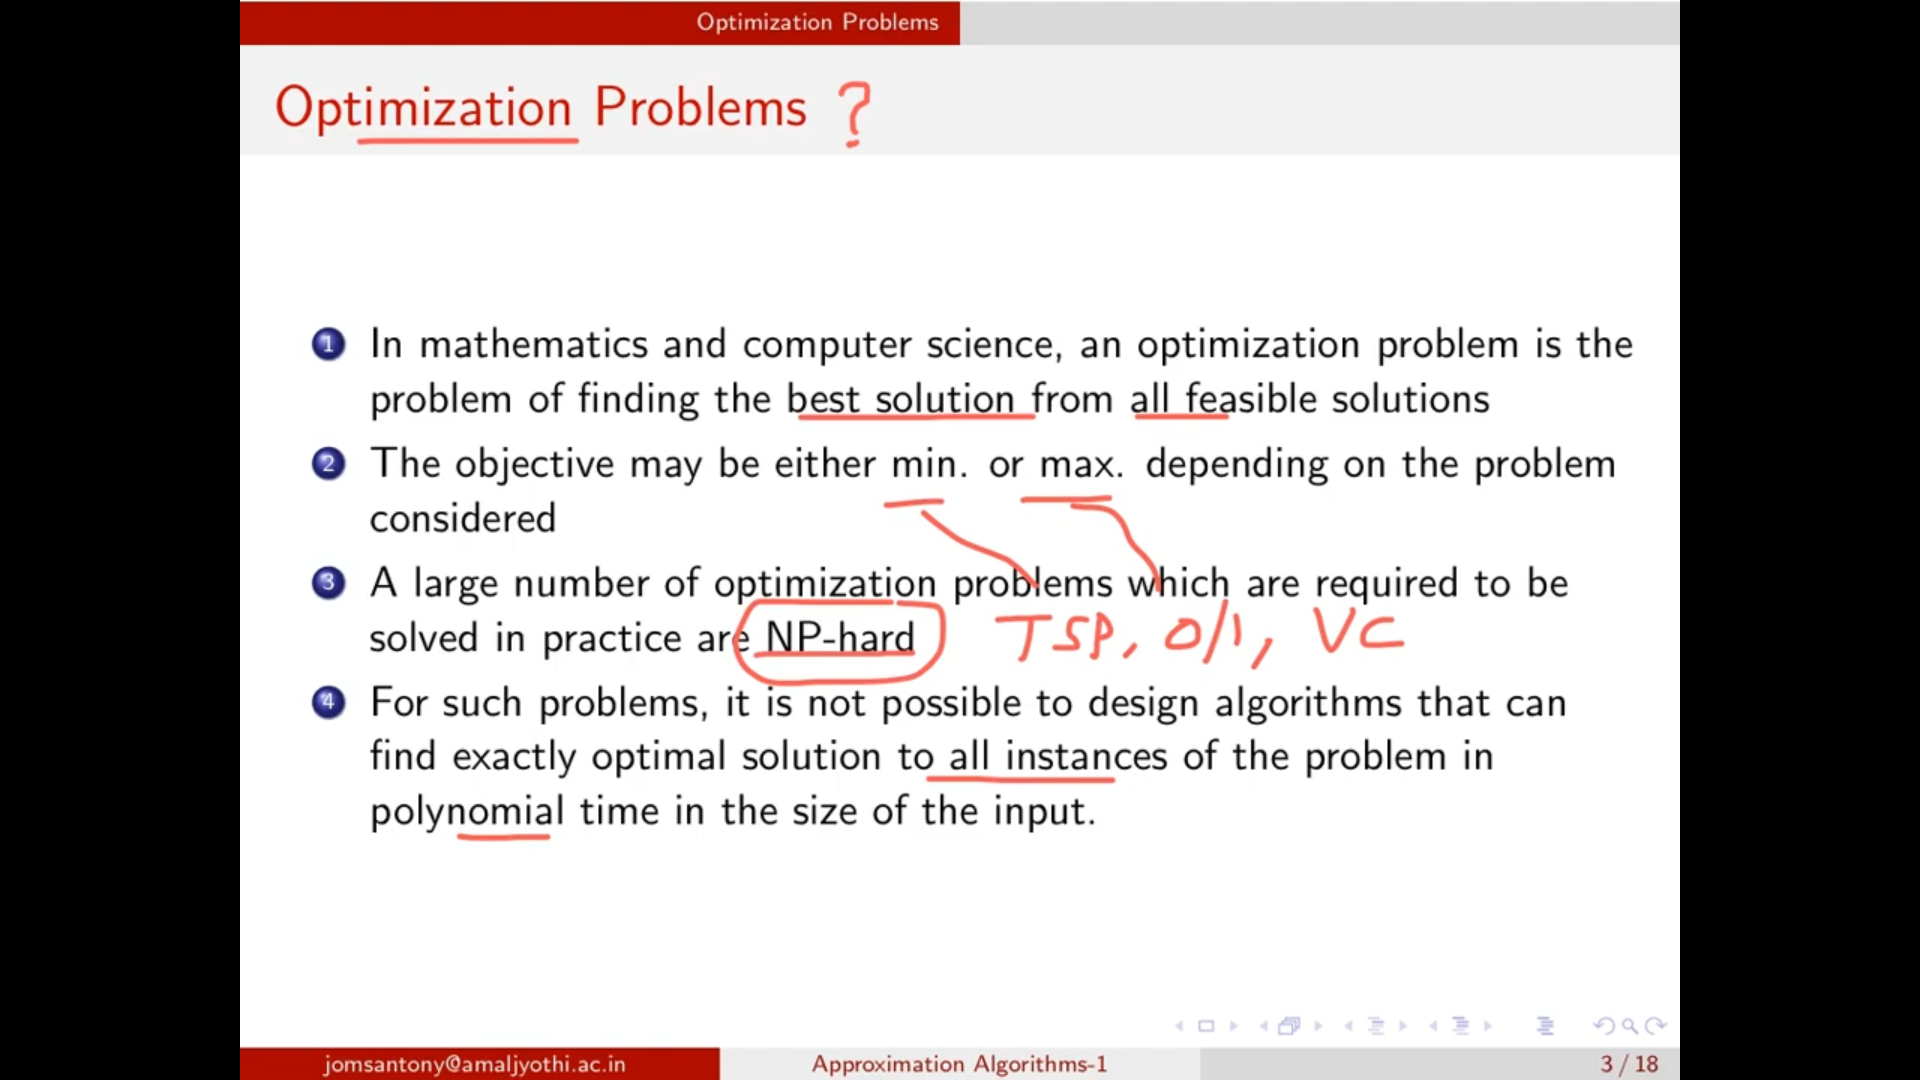 Optimization Problems
Optimization Problems ?
1 In mathematics and computer science, an optimization problem is the
problem of finding the best solution from all feasible solutions
2 The objective may be either min. or max. depending on the problem
considered
3 A large number of optimization problems which are required to be
solved in practice are NP-hard TSP, 0/1, VC
4 For such problems, it is not possible to design algorithms that can
find exactly optimal solution to all instances of the problem in
polynomial time in the size of the input.
jomsantony@amaljyothi.ac.in Approximation Algorithms-1 3 / 18